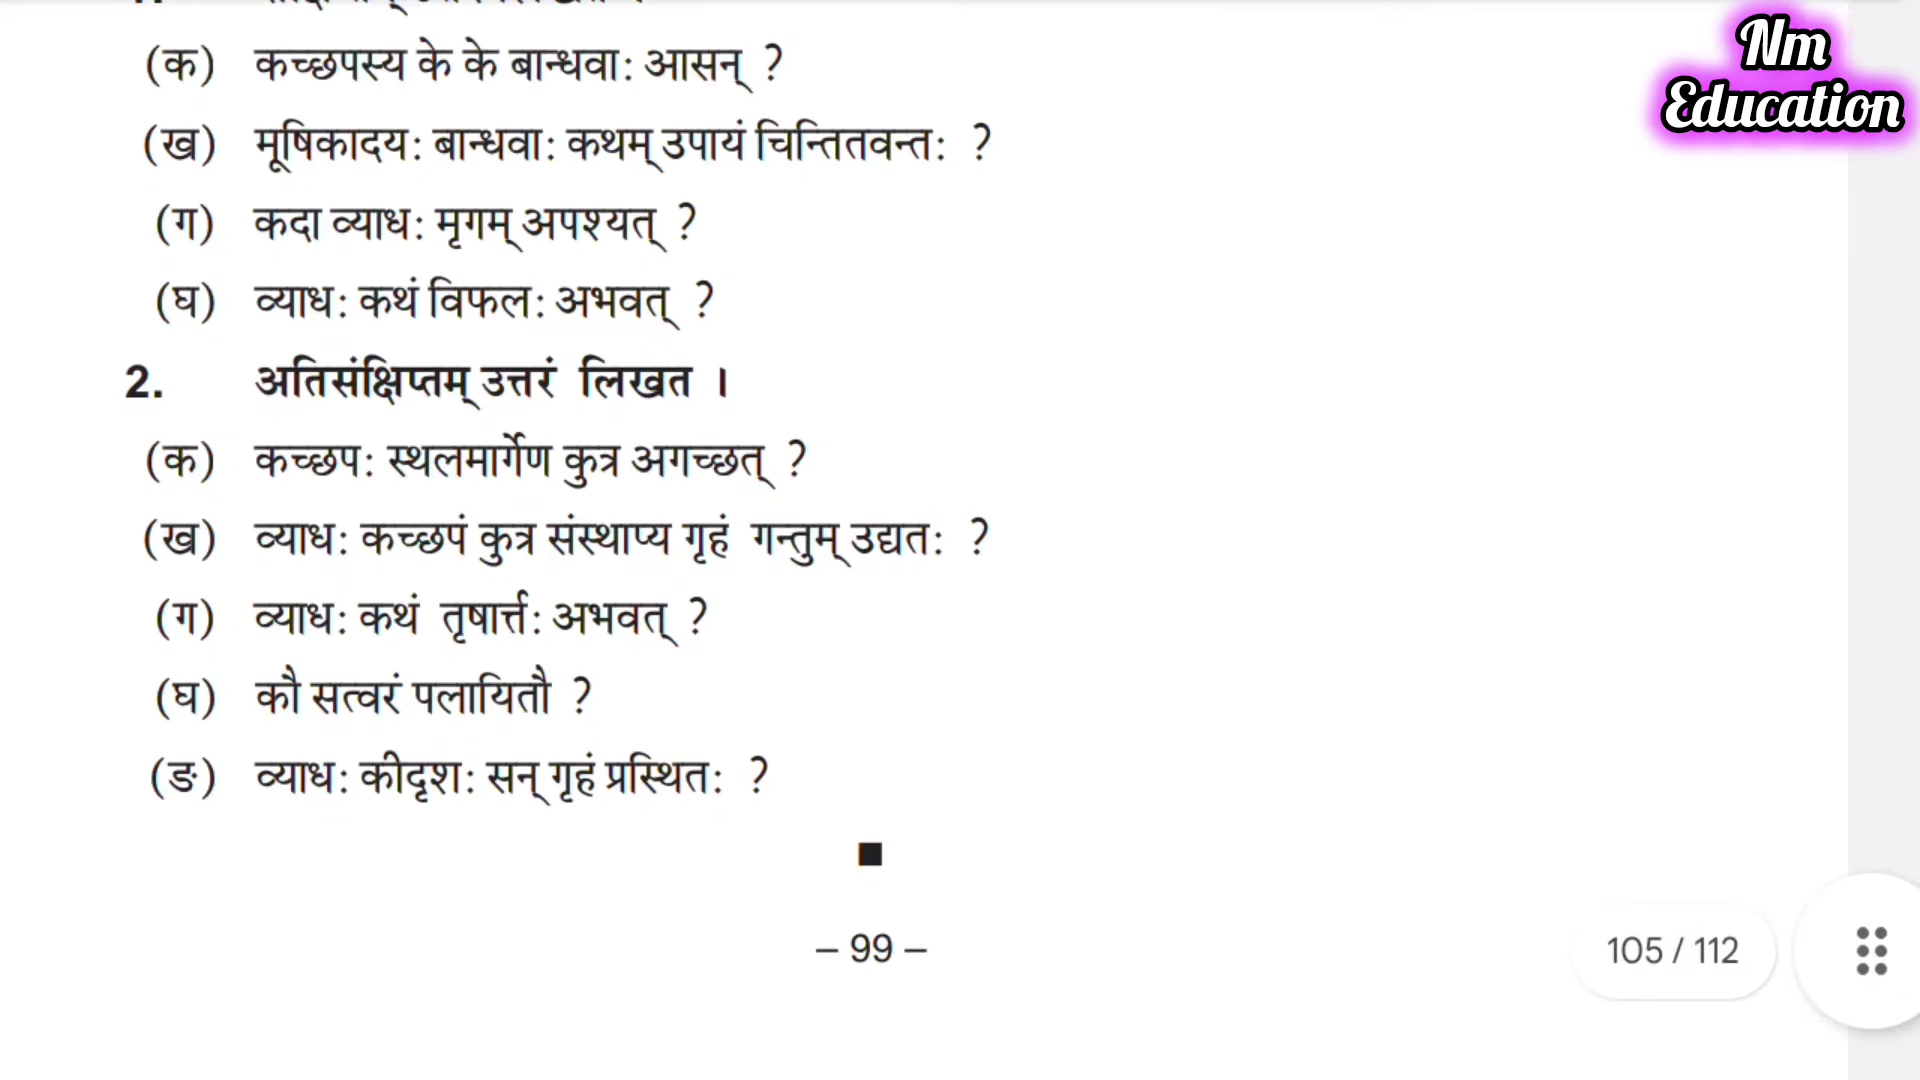 (क) कच्छपस्य के के बान्धवाः आसन् ?
(ख) मूषिकादयः बान्धवाः कथम् उपायं चिन्तितवन्तः ?
(ग) कदा व्याधः मृगम् अपश्यत् ?
(घ) व्याधः कथं विफलः अभवत् ?
2. अतिसंक्षिप्तम् उत्तरं लिखत ।
(क) कच्छपः स्थलमार्गेण कुत्र अगच्छत् ?
(ख) व्याधः कच्छपं कुत्र संस्थाप्य गृहं गन्तुम् उद्यतः ?
(ग) व्याधः कथं तृषार्त्तः अभवत् ?
(घ) कौ सत्वरं पलायितौ ?
(ङ) व्याधः कीदृशः सन् गृहं प्रस्थितः ?
– 99 –
105 / 112
Nm
Education